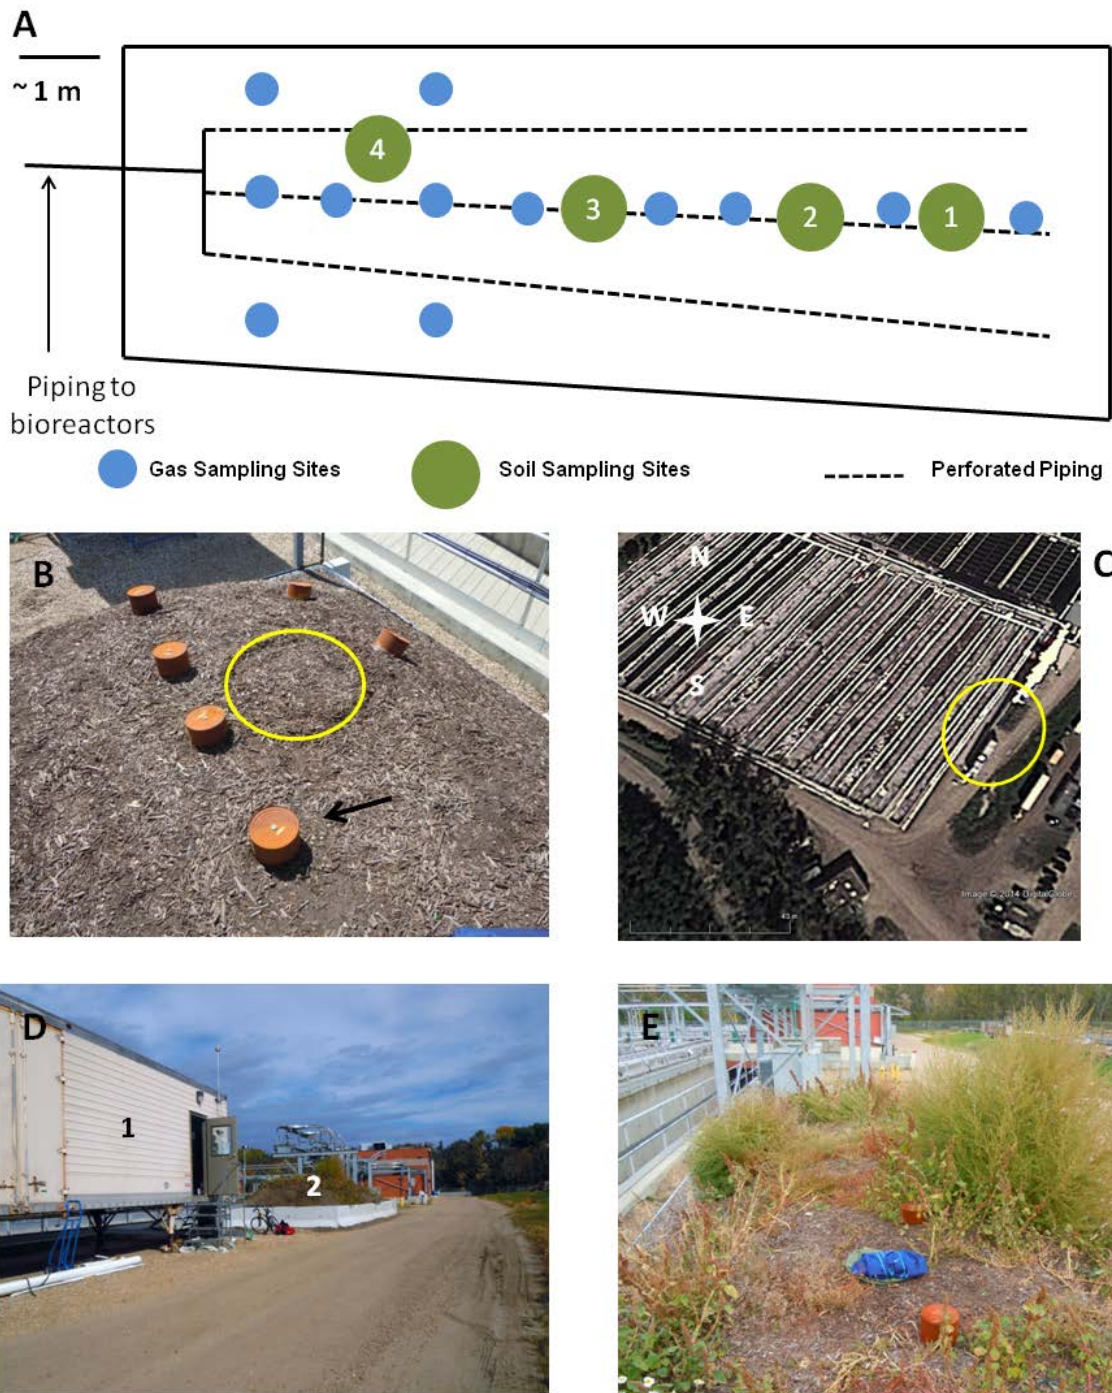 A
~ 1 m
4
3
2
1
Piping to
bioreactors
Gas Sampling Sites
Soil Sampling Sites
Perforated Piping
B
C
N
W
E
S
Image © 2014 DigitalGlobe
D
1
2
E